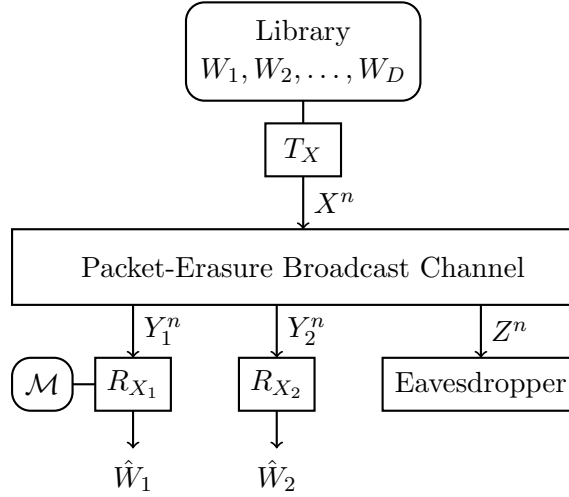 Library
W_1, W_2, …, W_D
T_X
X^n
Packet-Erasure Broadcast Channel
Y_1^n Y_2^n Z^n
ℳ R_{X_1} R_{X_2} Eavesdropper
Ŵ_1 Ŵ_2